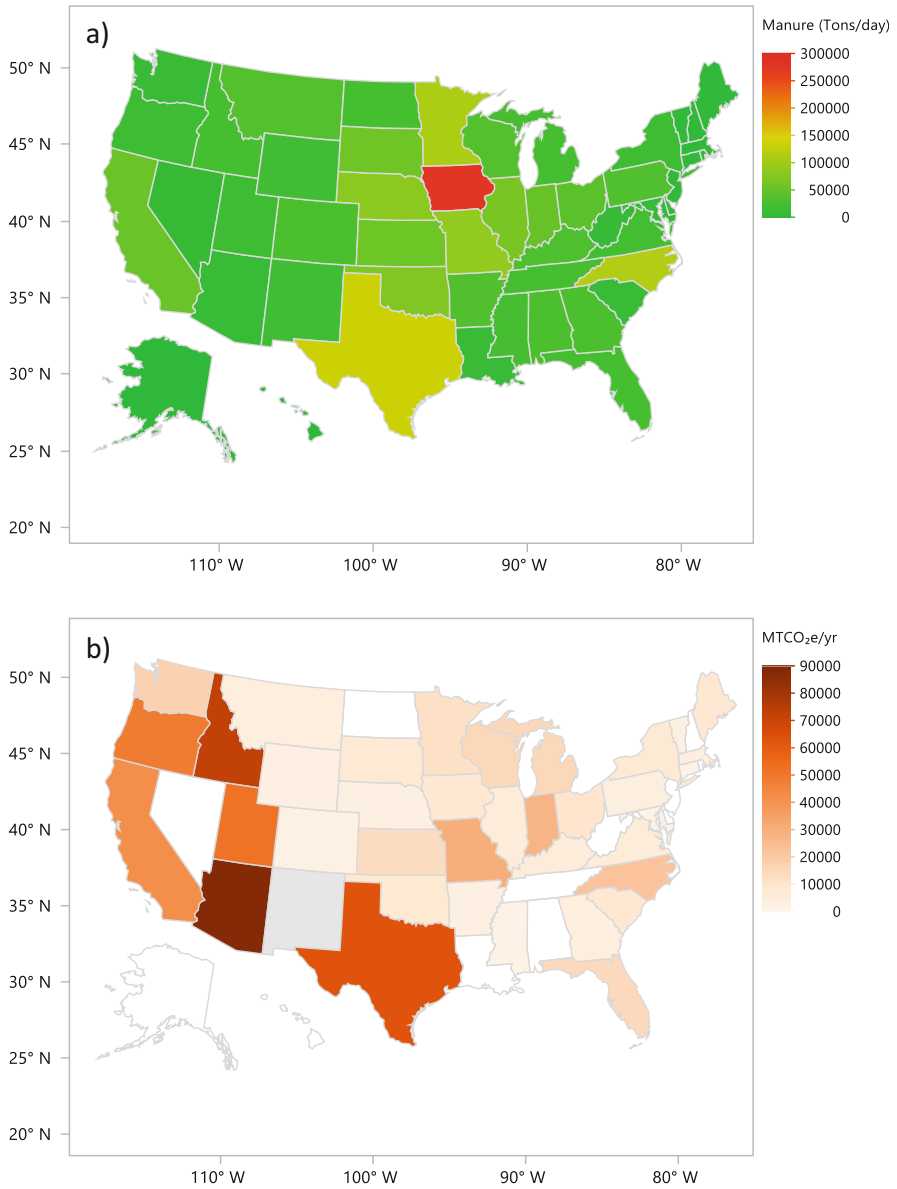 a)
Manure (Tons/day)
300000
250000
200000
150000
100000
50000
0
50° N
45° N
40° N
35° N
30° N
25° N
20° N
110° W
100° W
90° W
80° W
b)
MTCO₂e/yr
90000
80000
70000
60000
50000
40000
30000
20000
10000
0
50° N
45° N
40° N
35° N
30° N
25° N
20° N
110° W
100° W
90° W
80° W